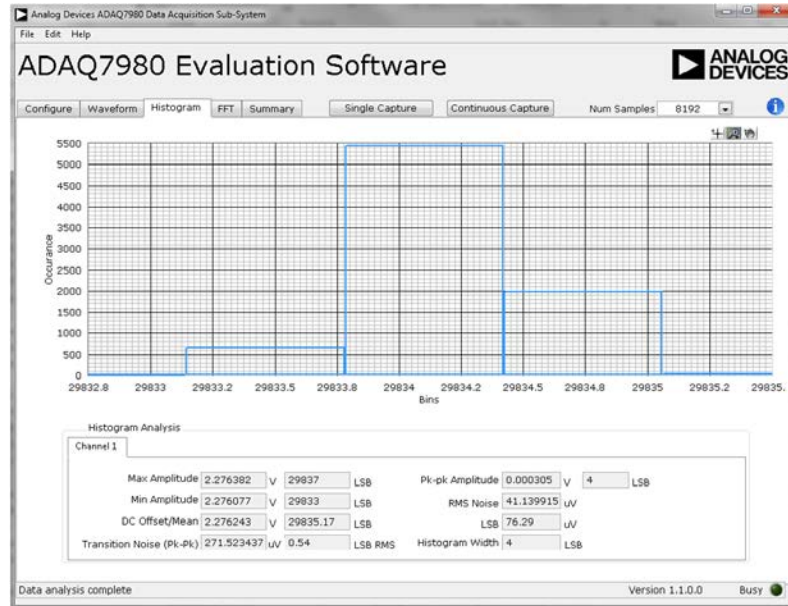 Analog Devices ADAQ7980 Data Acquisition Sub-System
File Edit Help
ADAQ7980 Evaluation Software
ANALOG
DEVICES
Configure Waveform Histogram FFT Summary Single Capture Continuous Capture Num Samples 8192
5500
5000
4500
4000
3500
3000
2500
2000
1500
1000
500
0
Occurance
29832.8 29833 29833.2 29833.5 29833.8 29834 29834.2 29834.5 29834.8 29835 29835.2 29835.
Bins
Histogram Analysis
Channel 1
Max Amplitude 2.276382 V 29837 LSB Pk-pk Amplitude 0.000305 V 4 LSB
Min Amplitude 2.276077 V 29833 LSB RMS Noise 41.139915 uV
DC Offset/Mean 2.276243 V 29835.17 LSB LSB 76.29 uV
Transition Noise (Pk-Pk) 271.523437 uV 0.54 LSB RMS Histogram Width 4 LSB
Data analysis complete Version 1.1.0.0 Busy